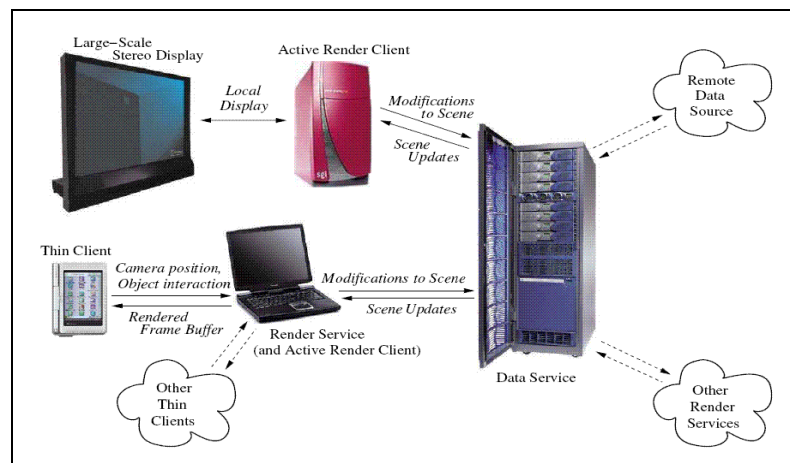 Large-Scale
Stereo Display
Active Render Client
Local
Display
Modifications
to Scene
Scene
Updates
sgi
Remote
Data
Source
Thin Client
Camera position,
Object interaction
Rendered
Frame Buffer
Modifications to Scene
Scene Updates
Render Service
(and Active Render Client)
Data Service
Other
Thin
Clients
Other
Render
Services